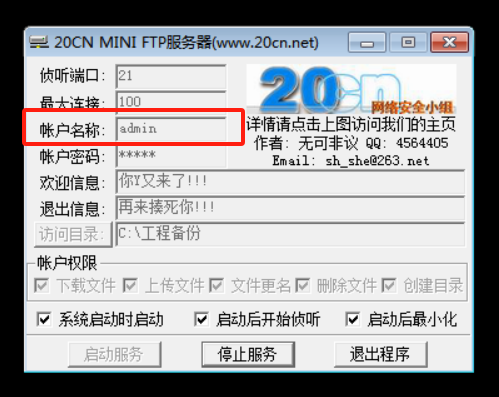 20CN MINI FTP服务器(www.20cn.net)
侦听端口: 21
最大连接: 100
帐户名称: admin
帐户密码: *****
欢迎信息: 你Y又来了!!!
退出信息: 再来揍死你!!!
访问目录: C:\工程备份
20cn
网络安全小组
详情请点击上图访问我们的主页
作者: 无可非议 QQ: 4564405
Email: sh_she@263.net
帐户权限
下载文件 上传文件 文件更名 删除文件 创建目录
系统启动时启动 启动后开始侦听 启动后最小化
启动服务 停止服务 退出程序